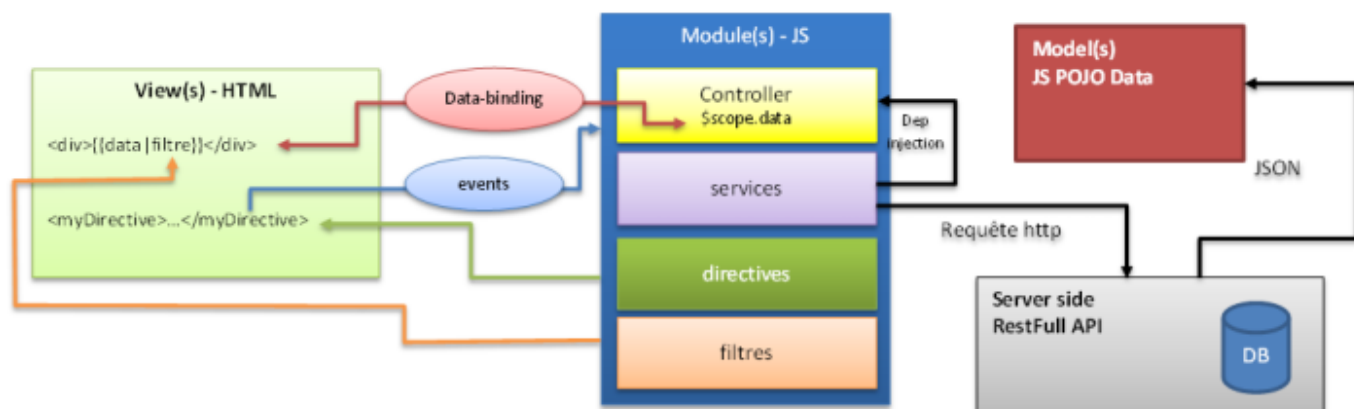 View(s) - HTML
<div>{{data|filtre}}</div>
<myDirective>...</myDirective>
Data-binding
events
Module(s) - JS
Controller
$scope.data
services
directives
filtres
Dep
injection
Requête http
Model(s)
JS POJO Data
JSON
Server side
RestFull API
DB